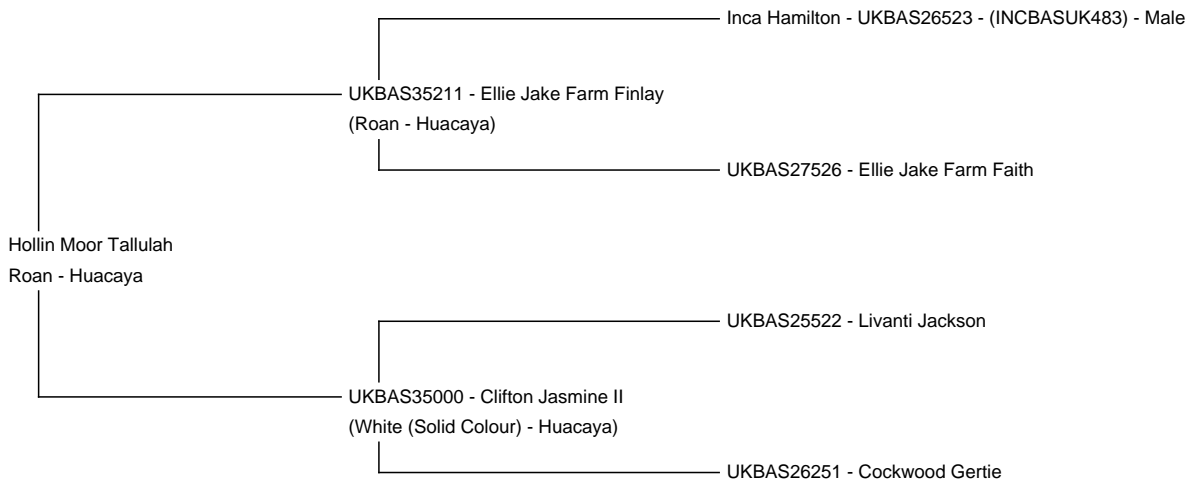 Inca Hamilton - UKBAS26523 - (INCBASUK483) - Male
UKBAS35211 - Ellie Jake Farm Finlay
(Roan - Huacaya)
UKBAS27526 - Ellie Jake Farm Faith
Hollin Moor Tallulah
Roan - Huacaya
UKBAS25522 - Livanti Jackson
UKBAS35000 - Clifton Jasmine II
(White (Solid Colour) - Huacaya)
UKBAS26251 - Cockwood Gertie